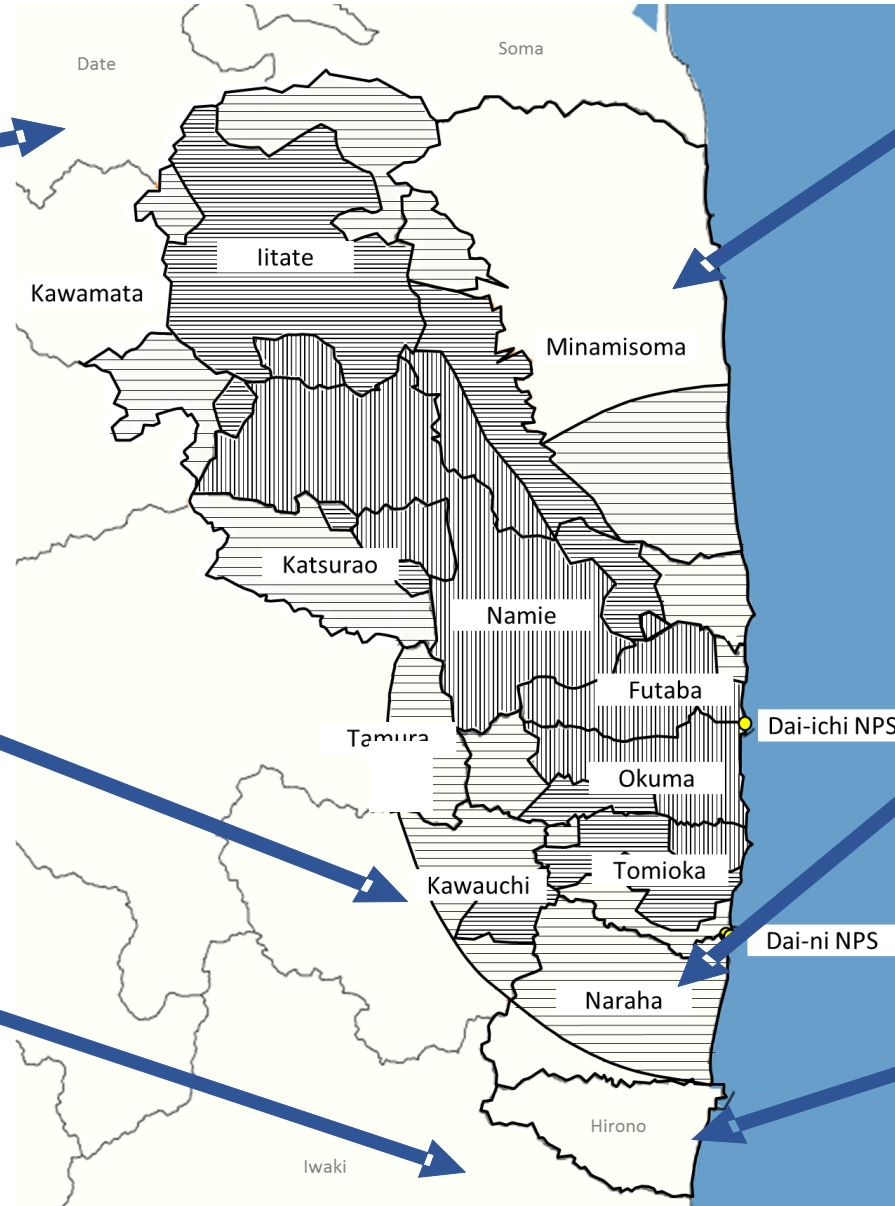 Soma
Date
Iitate
Kawamata
Minamisoma
Katsurao
Namie
Futaba
Dai-ichi NPS
Tamura
Okuma
Tomioka
Kawauchi
Dai-ni NPS
Naraha
Hirono
Iwaki